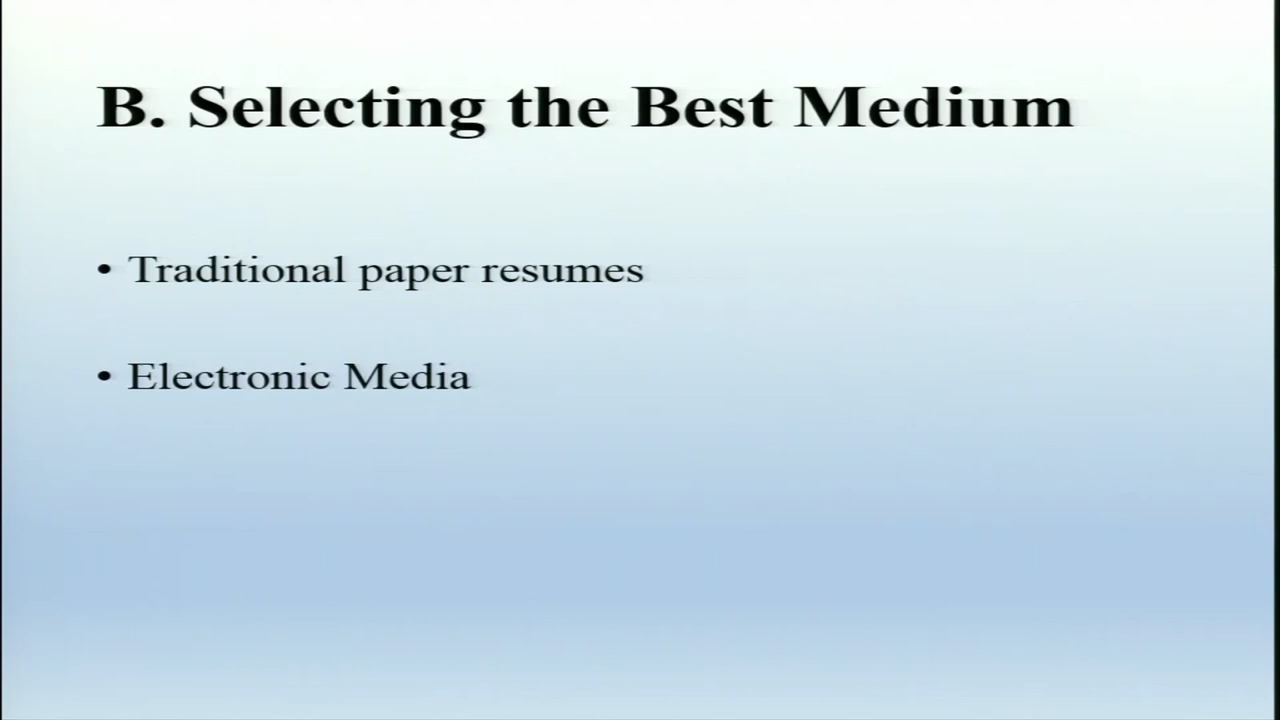 B. Selecting the Best Medium
• Traditional paper resumes
• Electronic Media